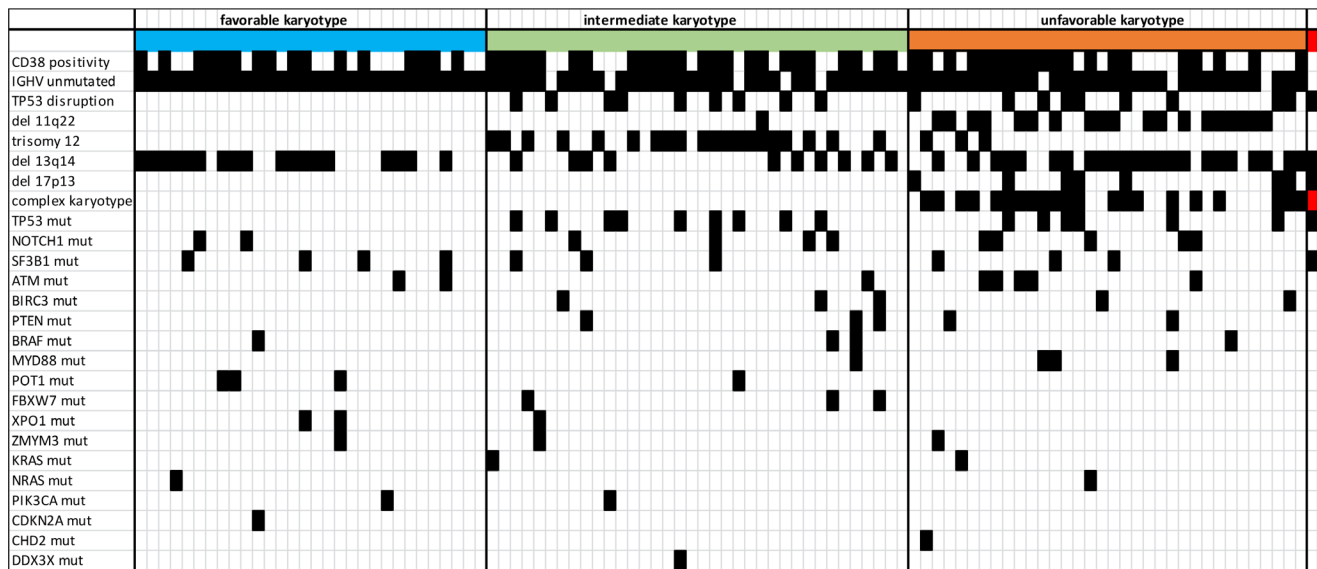 favorable karyotype
intermediate karyotype
unfavorable karyotype
CD38 positivity
IGHV unmutated
TP53 disruption
del 11q22
trisomy 12
del 13q14
del 17p13
complex karyotype
TP53 mut
NOTCH1 mut
SF3B1 mut
ATM mut
BIRC3 mut
PTEN mut
BRAF mut
MYD88 mut
POT1 mut
FBXW7 mut
XPO1 mut
ZMYM3 mut
KRAS mut
NRAS mut
PIK3CA mut
CDKN2A mut
CHD2 mut
DDX3X mut